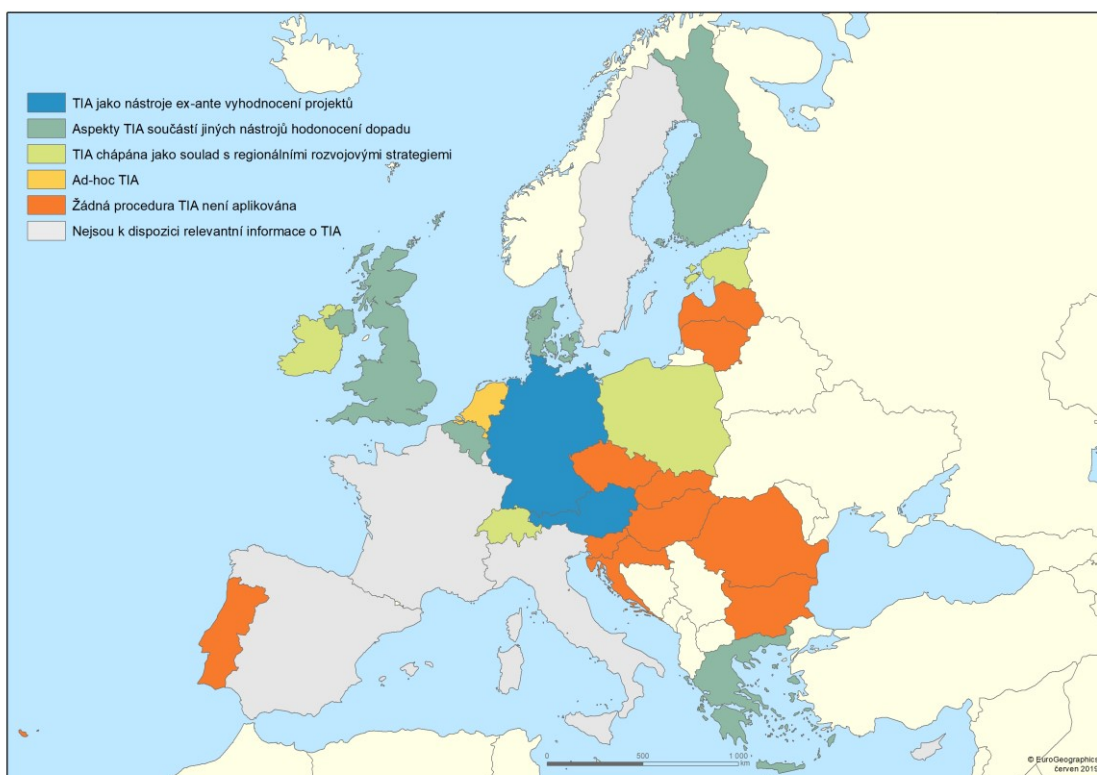 TIA jako nástroje ex-ante vyhodnocení projektů
Aspekty TIA součástí jiných nástrojů hodonocení dopadu
TIA chápána jako soulad s regionálními rozvojovými strategiemi
Ad-hoc TIA
Žádná procedura TIA není aplikována
Nejsou k dispozici relevantní informace o TIA
0 500 1 000
km
© EuroGeographics
červen 2019